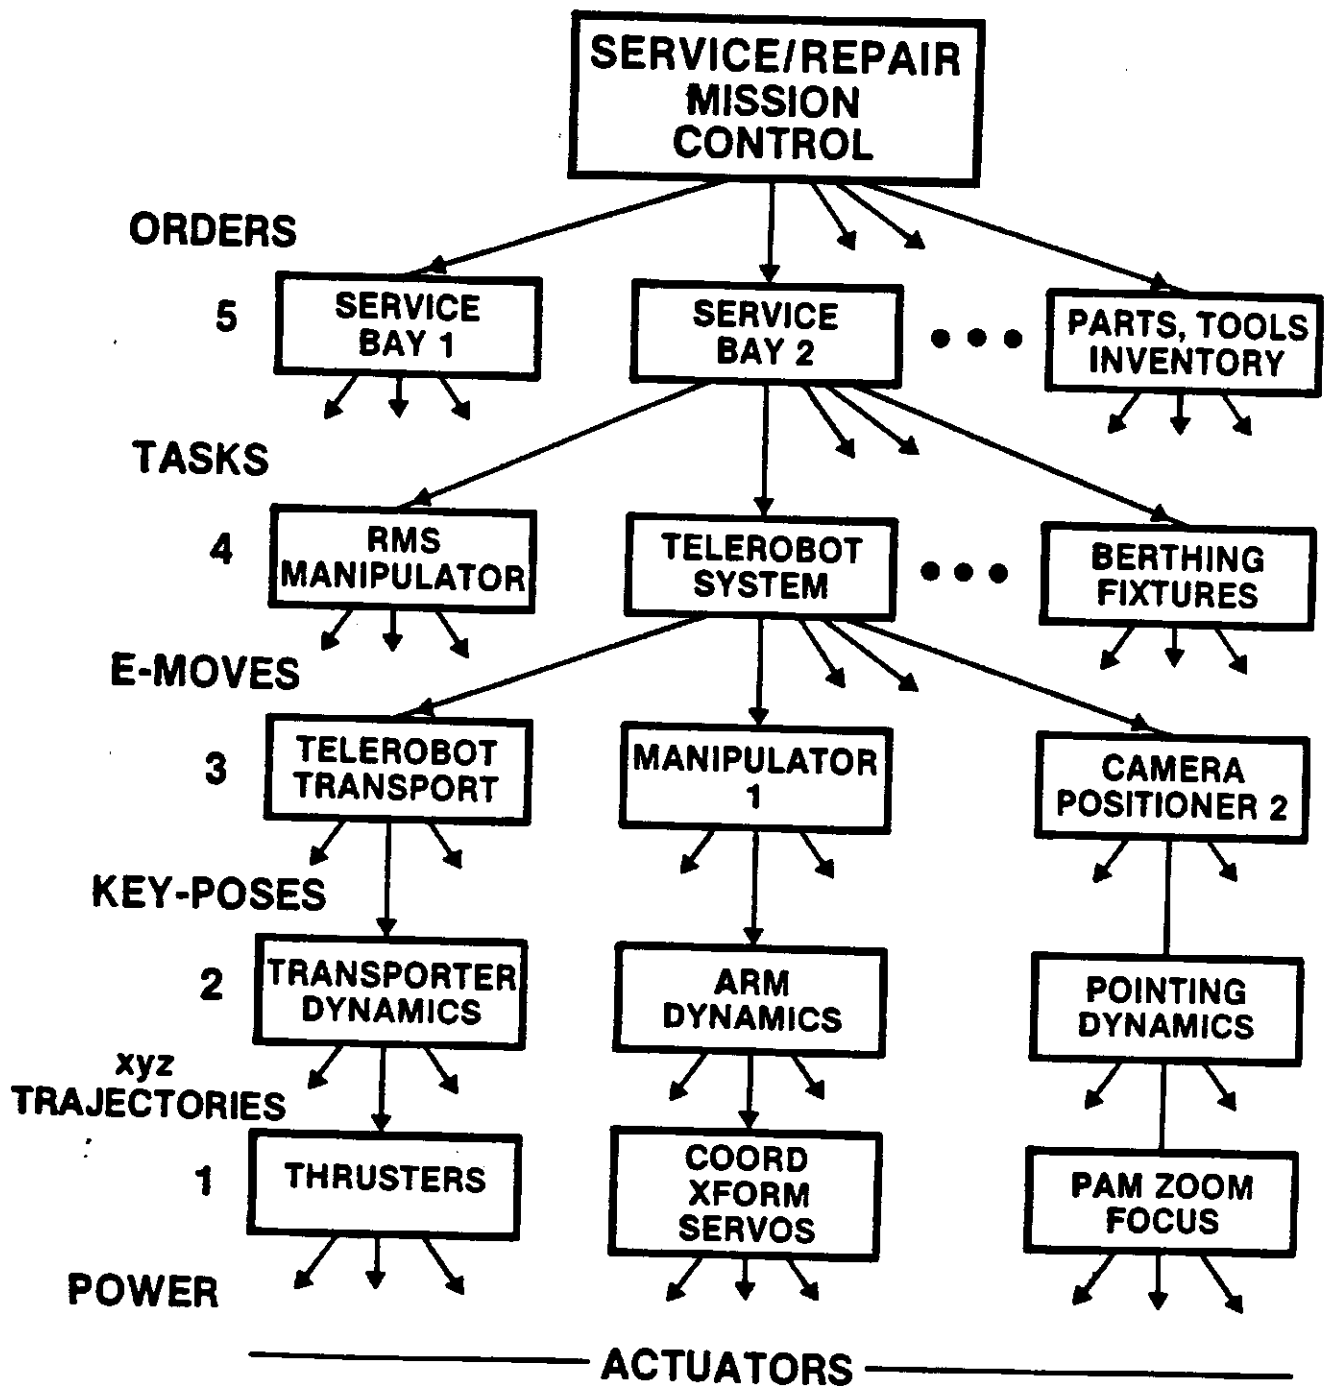 SERVICE/REPAIR
MISSION
CONTROL
ORDERS
5
SERVICE
BAY 1
SERVICE
BAY 2
PARTS, TOOLS
INVENTORY
TASKS
4
RMS
MANIPULATOR
TELEROBOT
SYSTEM
BERTHING
FIXTURES
E-MOVES
3
TELEROBOT
TRANSPORT
MANIPULATOR
1
CAMERA
POSITIONER 2
KEY-POSES
2
TRANSPORTER
DYNAMICS
ARM
DYNAMICS
POINTING
DYNAMICS
xyz
TRAJECTORIES
1
THRUSTERS
COORD
XFORM
SERVOS
PAM ZOOM
FOCUS
POWER
ACTUATORS